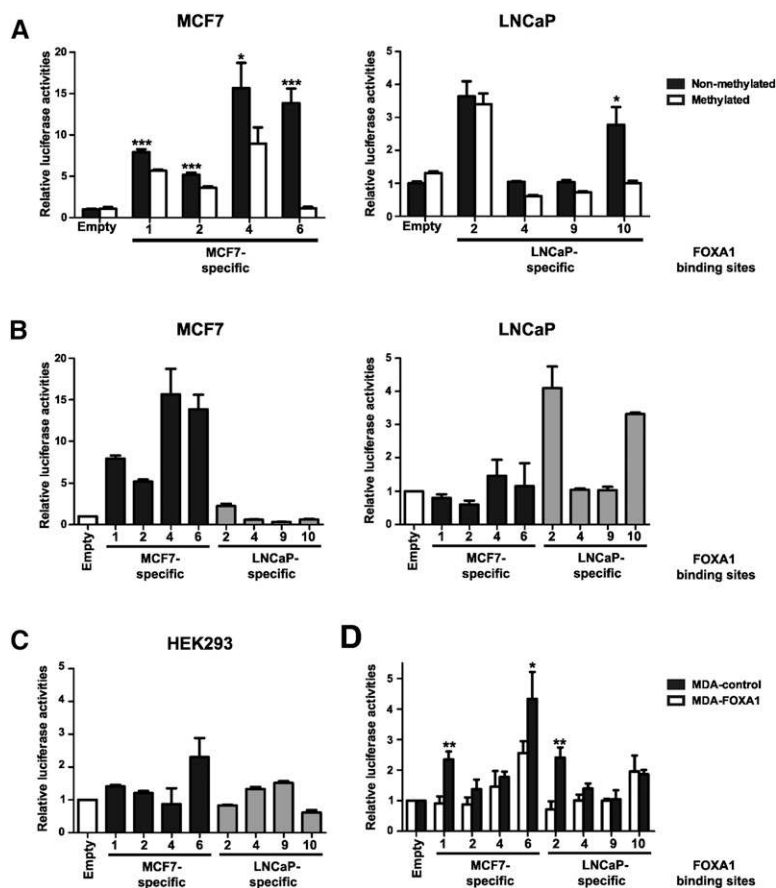 A
MCF7
LNCaP
Relative luciferase activities
20
15
10
5
0
***
***
*
***
Empty
1
2
4
6
MCF7-
specific
Relative luciferase activities
5
4
3
2
1
0
*
Empty
2
4
9
10
LNCaP-
specific
Non-methylated
Methylated
FOXA1
binding sites
B
MCF7
LNCaP
Relative luciferase activities
20
15
10
5
0
Empty
1 2 4 6 2 4 9 10
MCF7-
specific
LNCaP-
specific
Relative luciferase activities
5
4
3
2
1
0
Empty
1 2 4 6 2 4 9 10
MCF7-
specific
LNCaP-
specific
FOXA1
binding sites
C
HEK293
Relative luciferase activities
5
4
3
2
1
0
Empty
1 2 4 6 2 4 9 10
MCF7-
specific
LNCaP-
specific
D
Relative luciferase activities
5
4
3
2
1
0
**
*
**
Empty
1 2 4 6 2 4 9 10
MCF7-
specific
LNCaP-
specific
MDA-control
MDA-FOXA1
FOXA1
binding sites